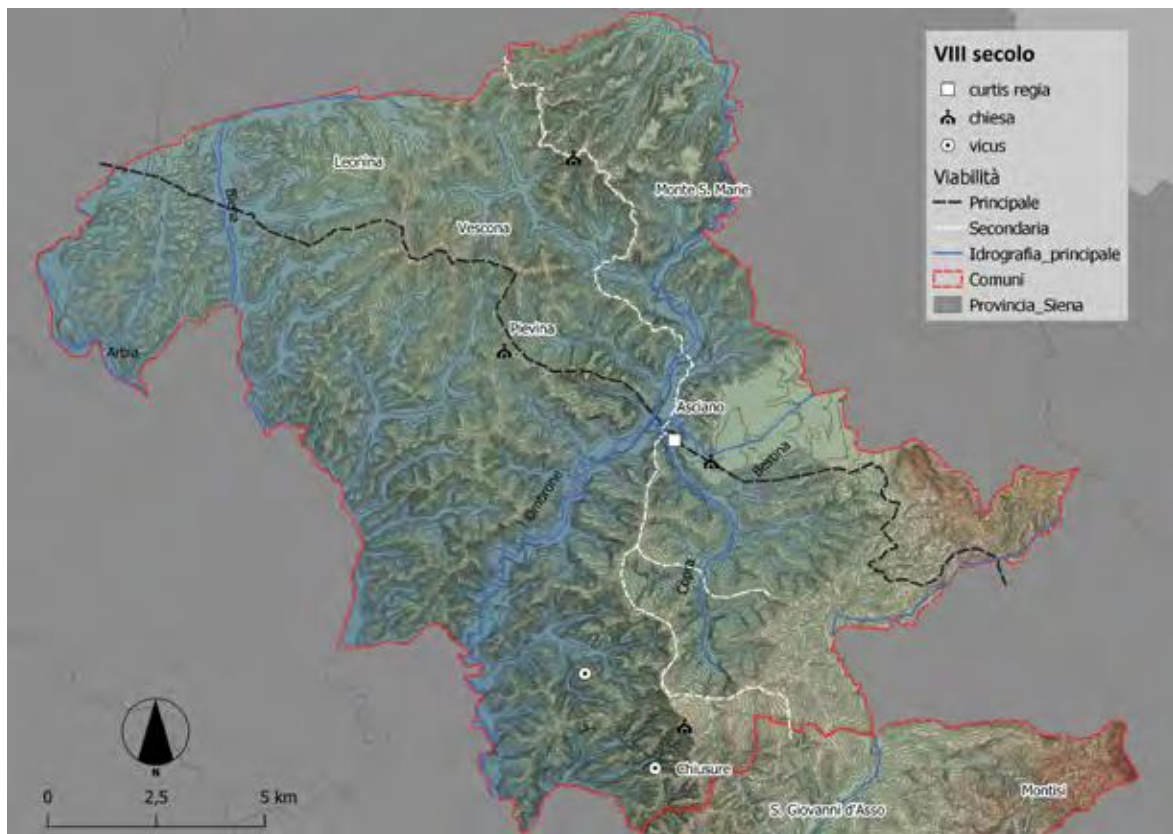 VIII secolo
curtis regia
chiesa
vicus
Viabilità
Principale
Secondaria
Idrografia_principale
Comuni
Provincia_Siena
Leonina
Monte S. Marie
Vescona
Pievina
Arbia
Asciano
Bestina
Ombrone
Copra
Chiusure
S. Giovanni d'Asso
Montisi
N
0 2,5 5 km